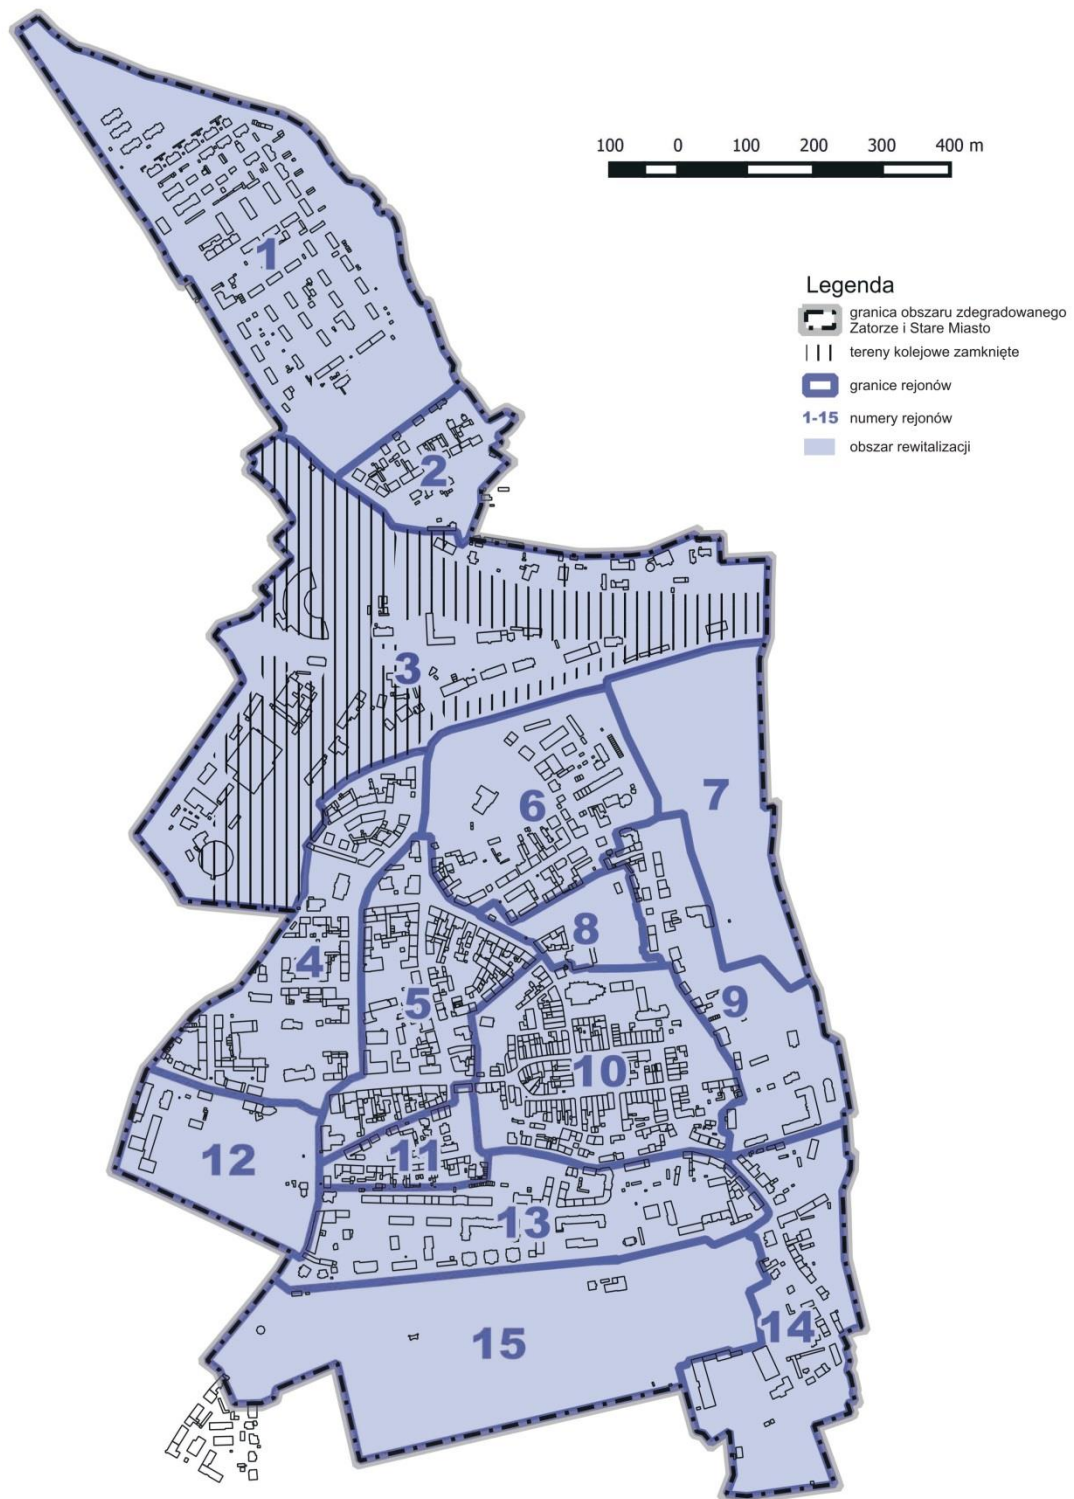 100 0 100 200 300 400 m
Legenda
granica obszaru zdegradowanego
Zatorze i Stare Miasto
tereny kolejowe zamknięte
granice rejonów
1-15 numery rejonów
obszar rewitalizacji
1
2
3
6
7
8
4
5
9
10
11
12
13
14
15